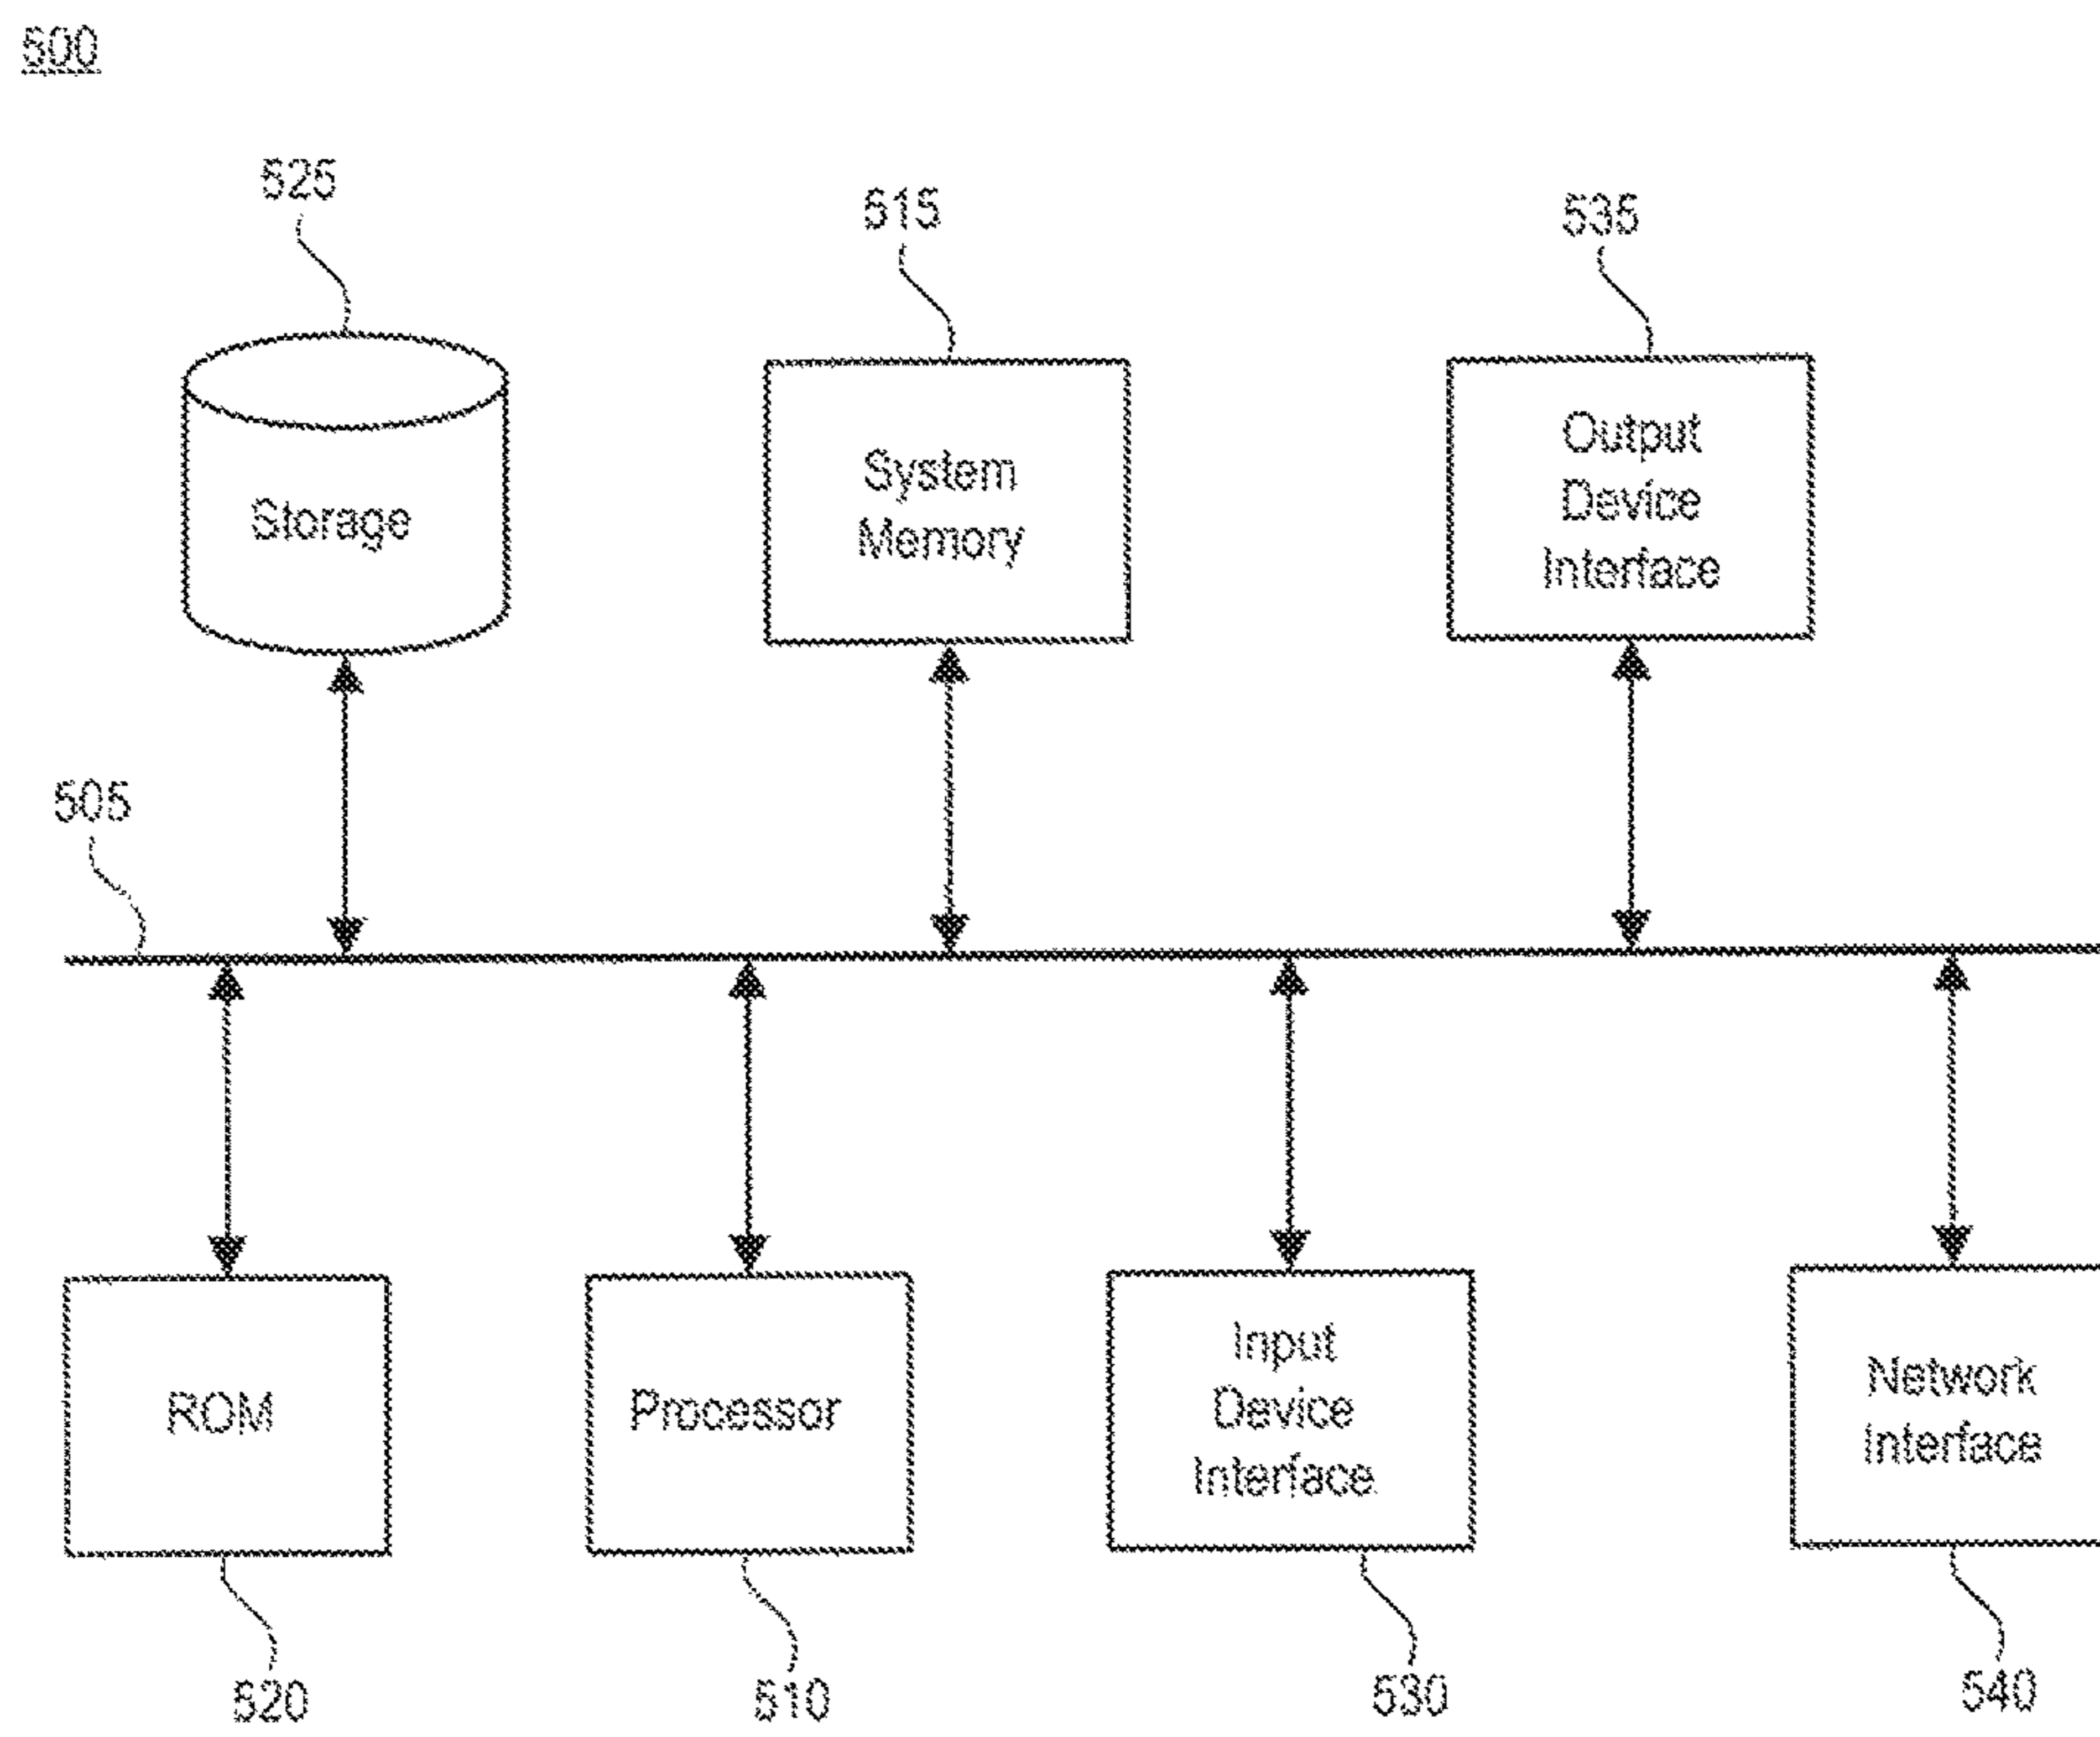 500
525
515
535
Storage
System
Memory
Output
Device
Interface
505
ROM
Processor
Input
Device
Interface
Network
Interface
520
510
530
540